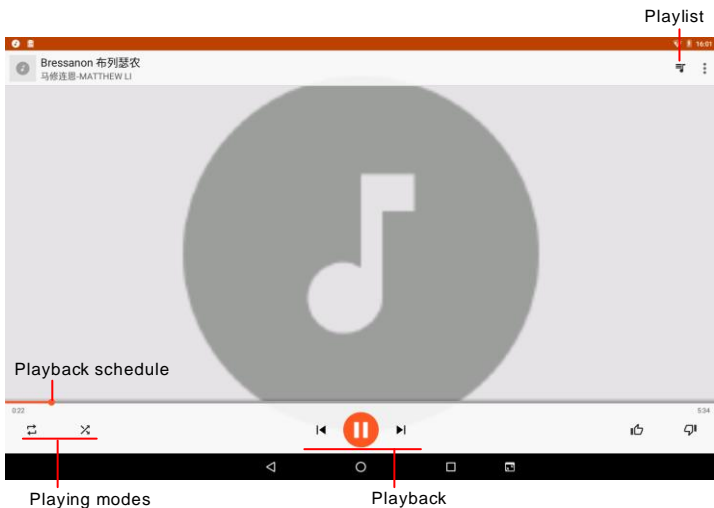 Playlist
16:01
Bressanon 布列瑟农
马修连恩-MATTHEW LI
Playback schedule
0:22
5:34
Playing modes
Playback